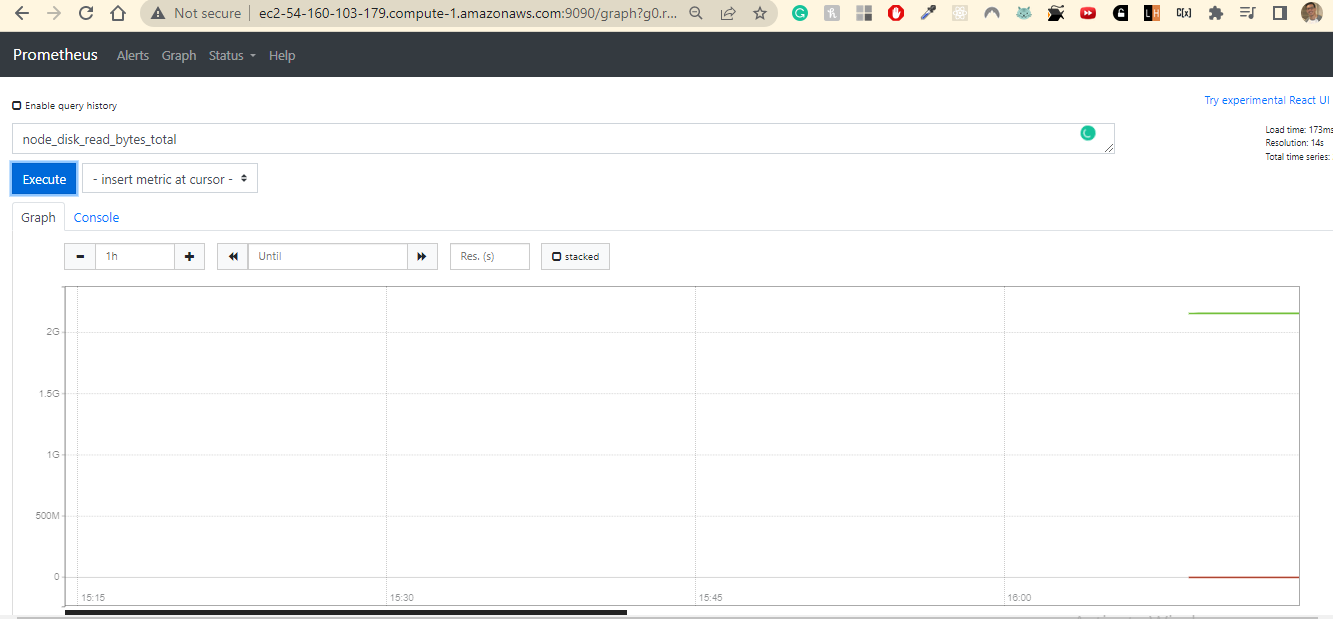 Not secure | ec2-54-160-103-179.compute-1.amazonaws.com:9090/graph?g0.r...
Prometheus Alerts Graph Status Help
Enable query history
Try experimental React UI
node_disk_read_bytes_total
Load time: 173ms
Resolution: 14s
Total time series:
Execute - insert metric at cursor -
Graph Console
- 1h + Until Res. (s) stacked
2G
1.5G
1G
500M
0
15:15 15:30 15:45 16:00